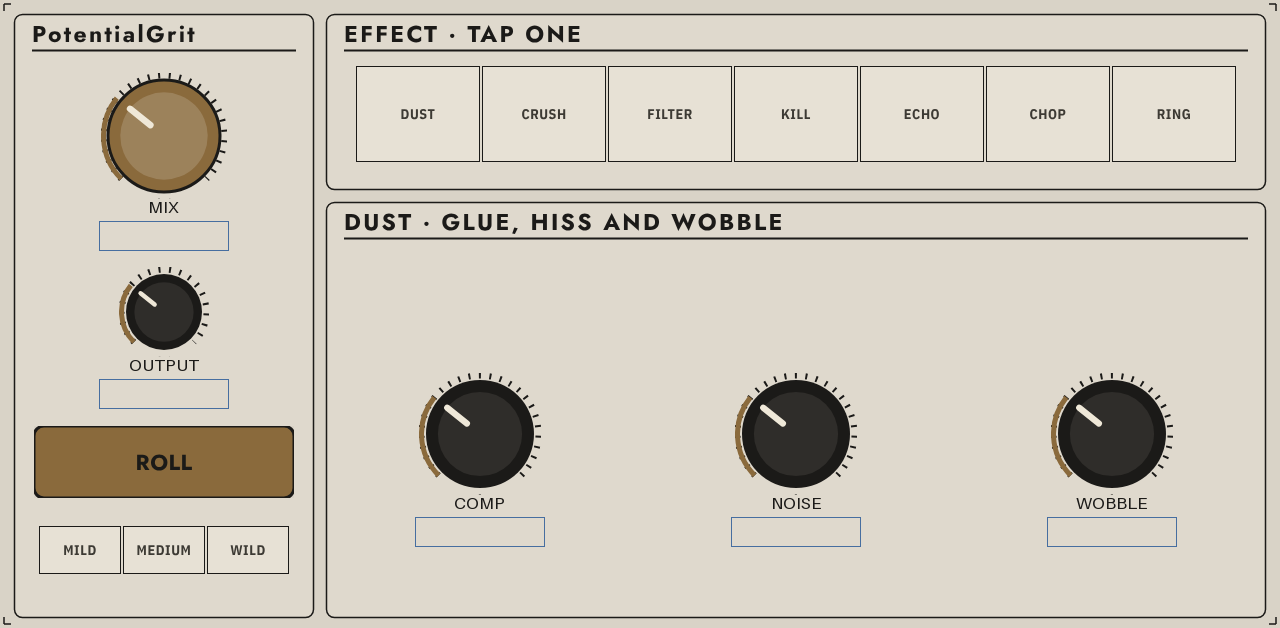 PotentialGrit
MIX
OUTPUT
ROLL
MILD MEDIUM WILD
EFFECT · TAP ONE
DUST CRUSH FILTER KILL ECHO CHOP RING
DUST · GLUE, HISS AND WOBBLE
COMP NOISE WOBBLE